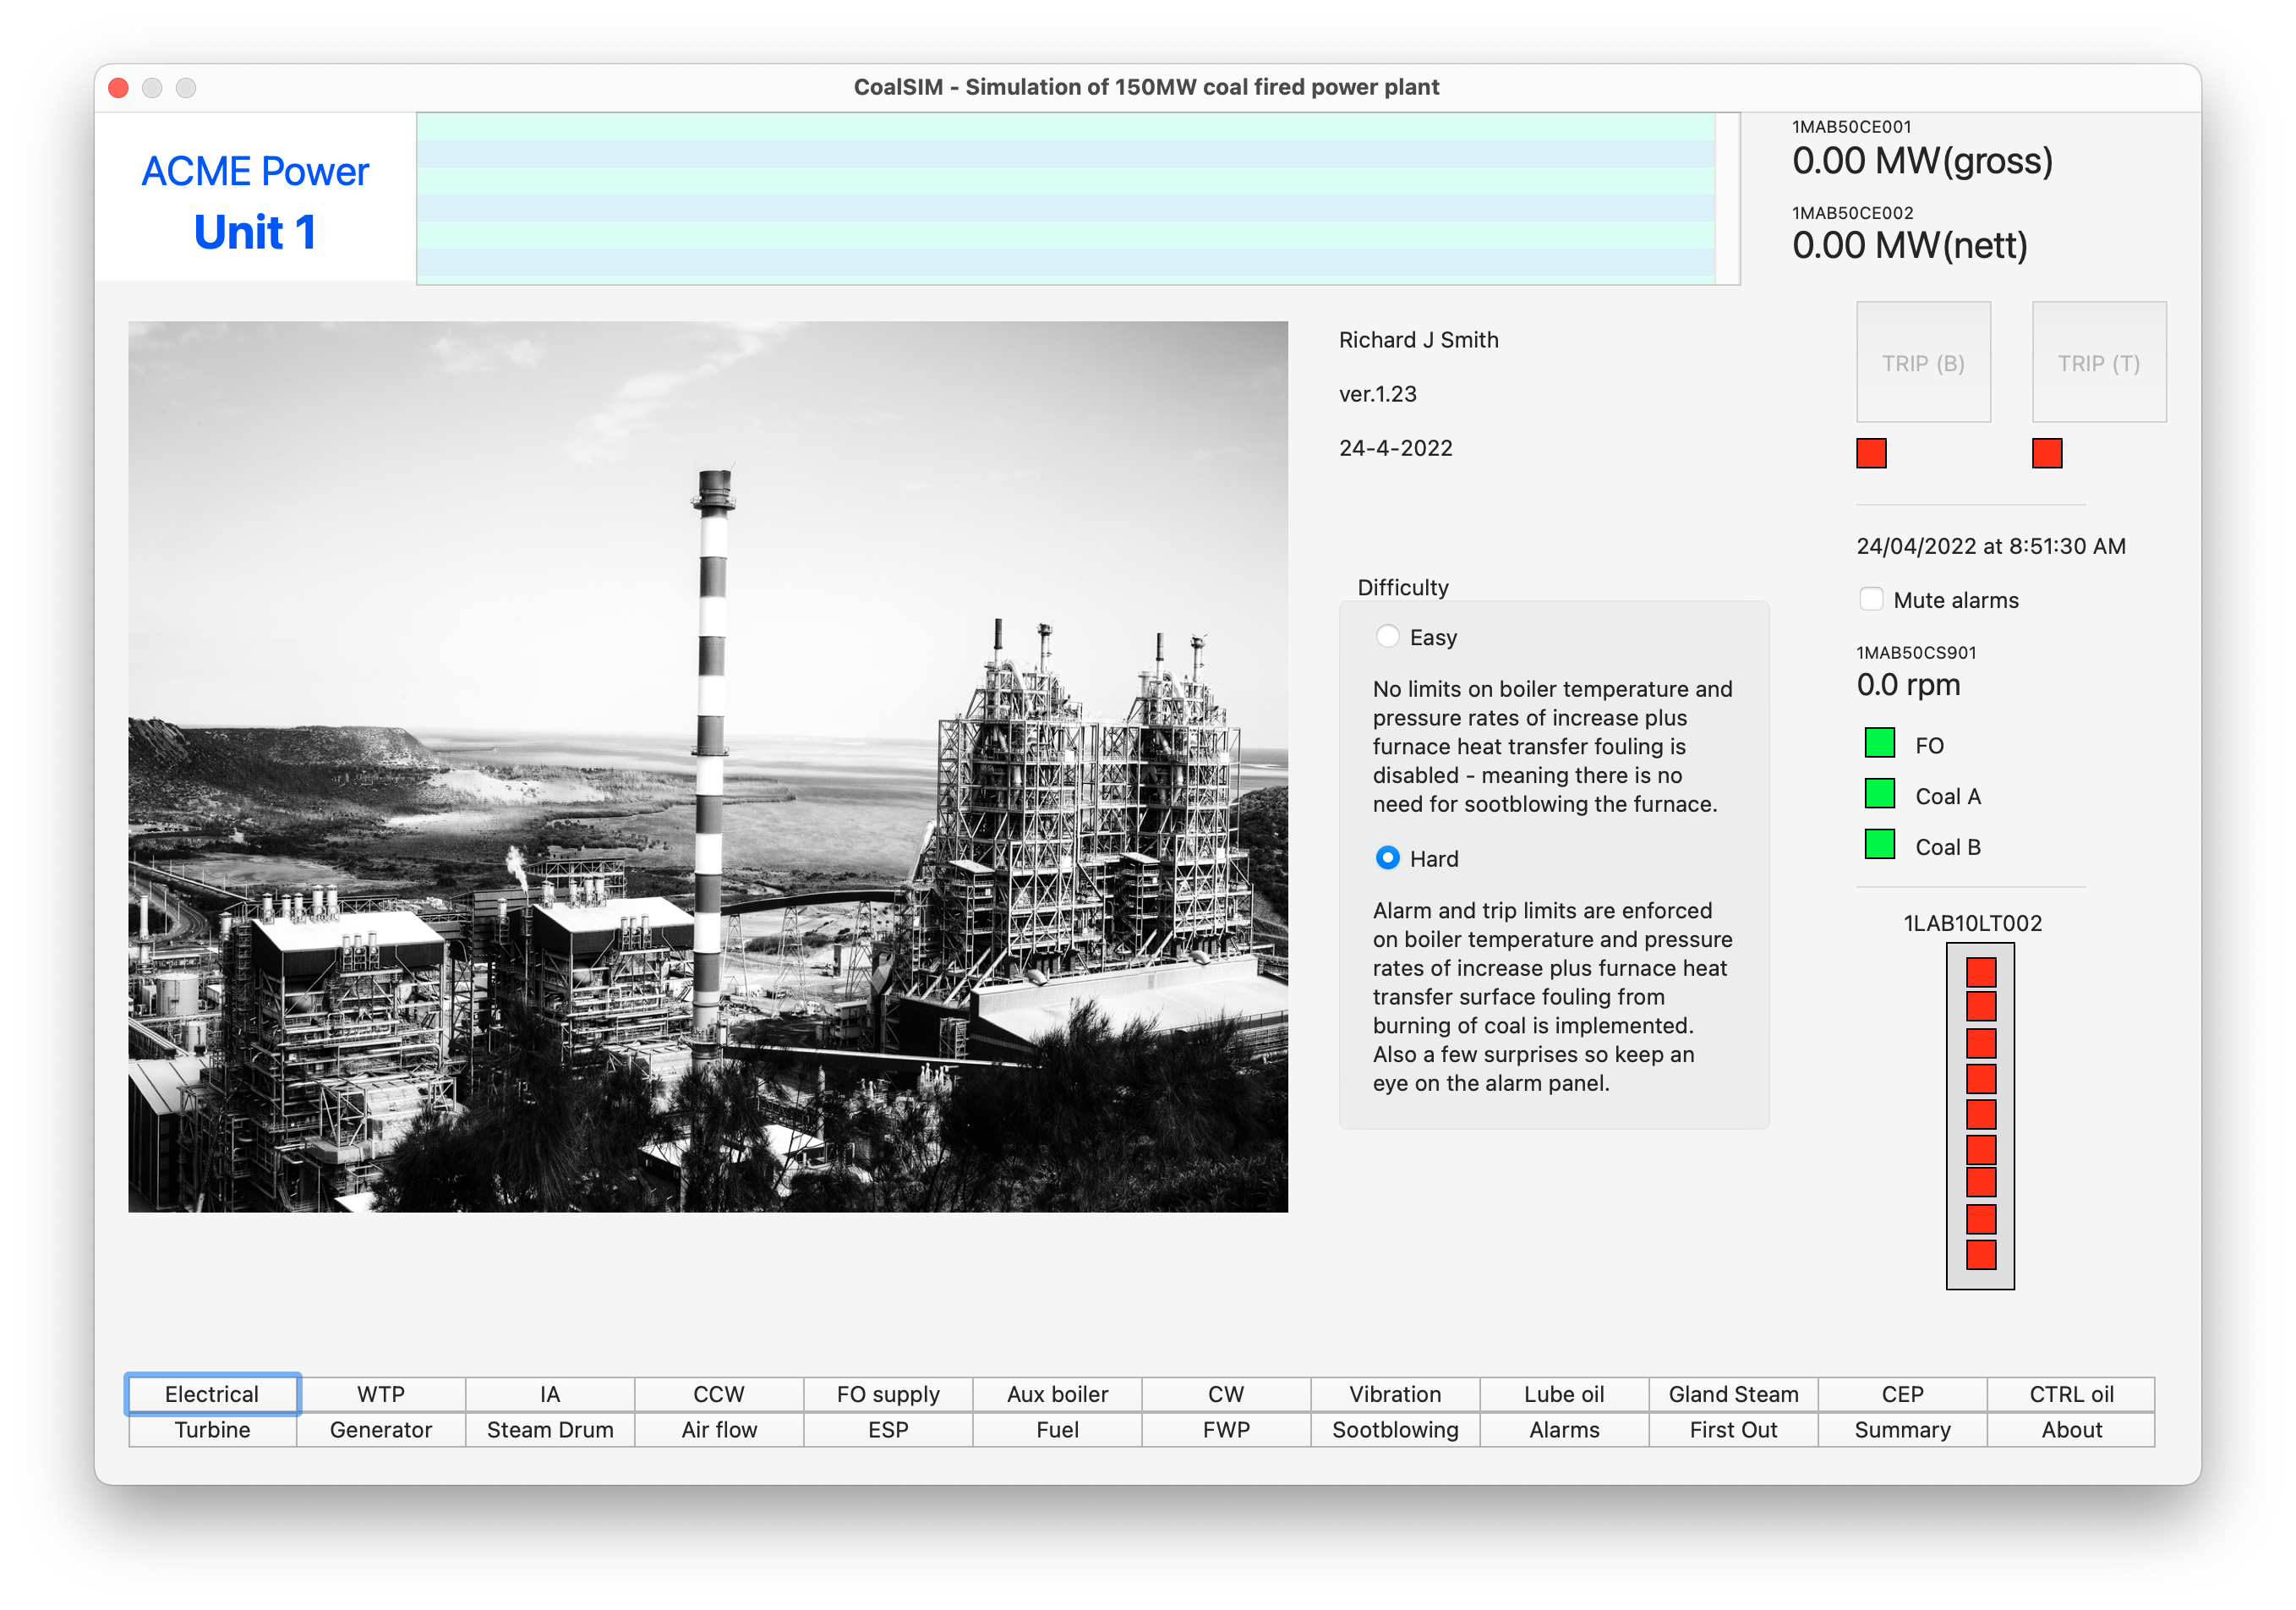 CoalSIM - Simulation of 150MW coal fired power plant
ACME Power
Unit 1
1MAB50CE001
0.00 MW(gross)
1MAB50CE002
0.00 MW(nett)
TRIP (B)
TRIP (T)
Richard J Smith
ver.1.23
24-4-2022
24/04/2022 at 8:51:30 AM
Mute alarms
1MAB50CS901
0.0 rpm
FO
Coal A
Coal B
1LAB10LT002
Difficulty
Easy
No limits on boiler temperature and
pressure rates of increase plus
furnace heat transfer fouling is
disabled - meaning there is no
need for sootblowing the furnace.
Hard
Alarm and trip limits are enforced
on boiler temperature and pressure
rates of increase plus furnace heat
transfer surface fouling from
burning of coal is implemented.
Also a few surprises so keep an
eye on the alarm panel.
Electrical WTP IA CCW FO supply Aux boiler CW Vibration Lube oil Gland Steam CEP CTRL oil
Turbine Generator Steam Drum Air flow ESP Fuel FWP Sootblowing Alarms First Out Summary About